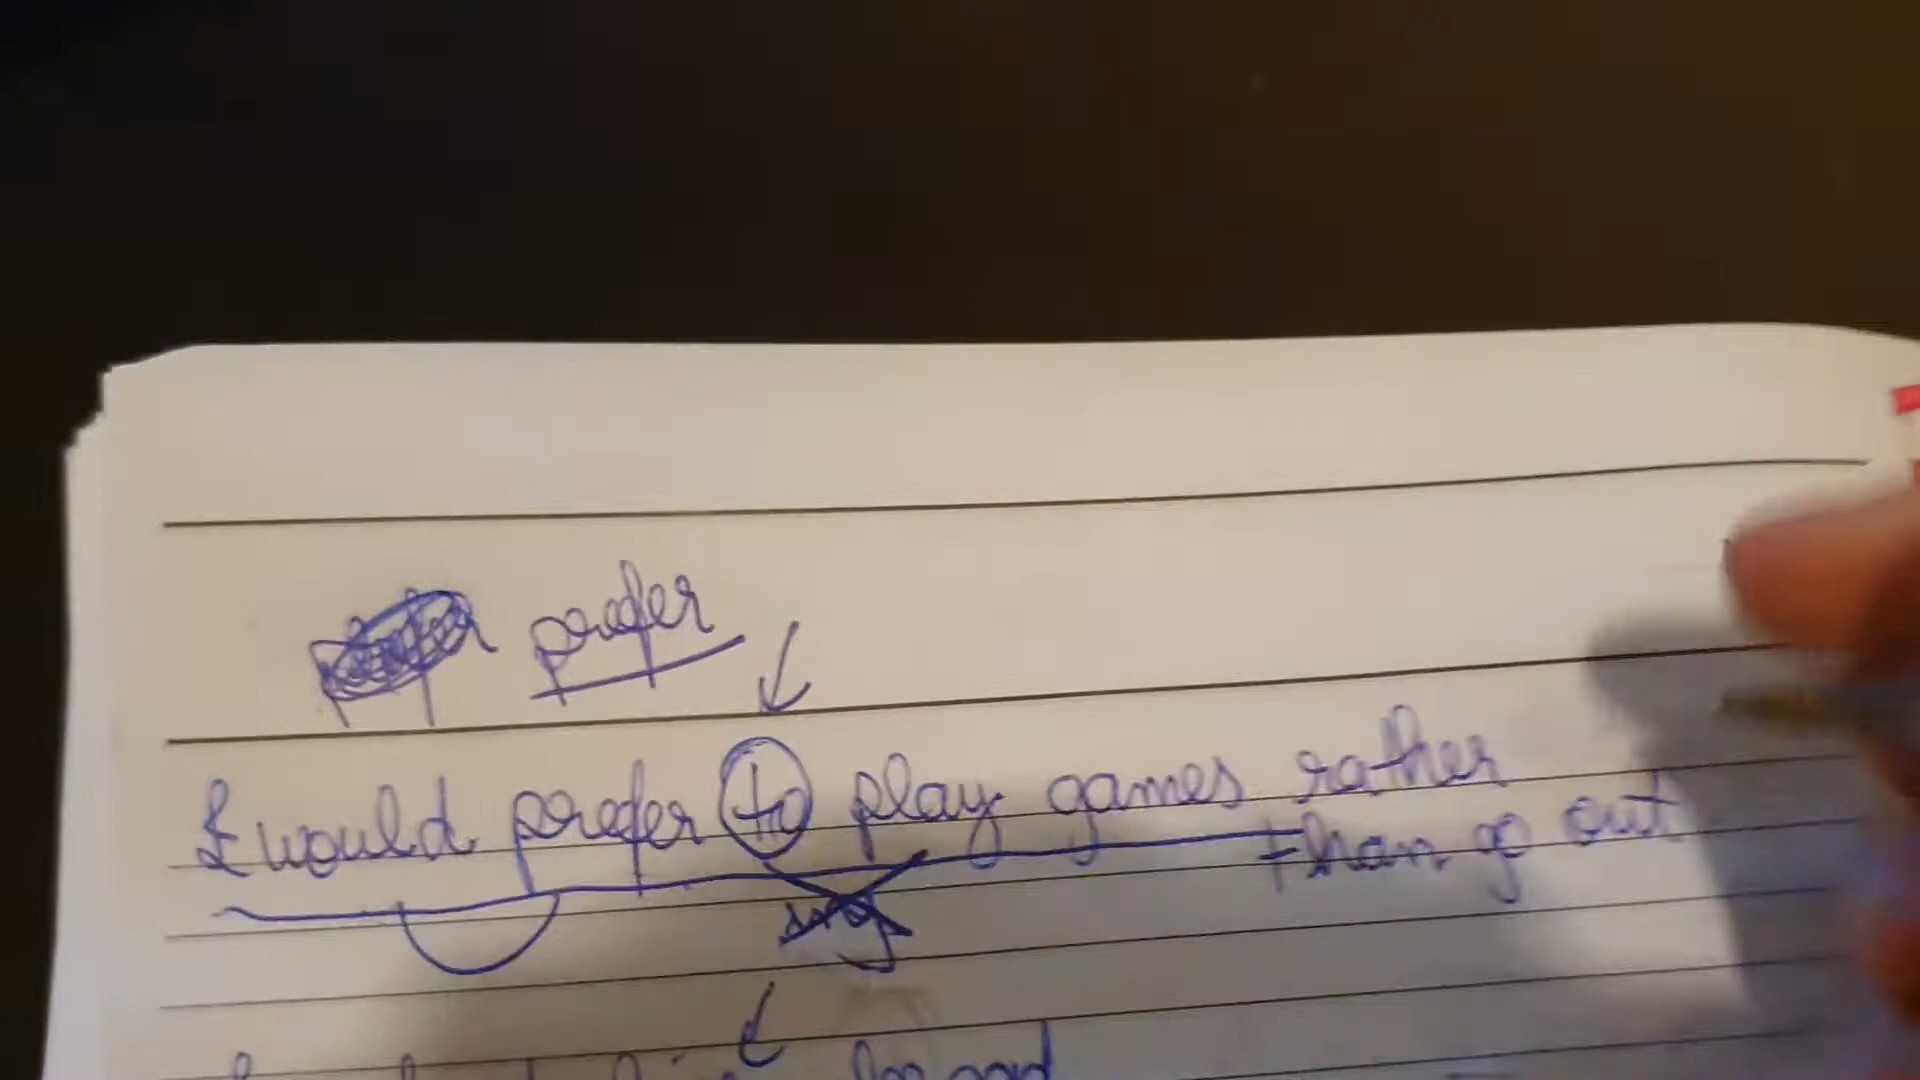 prefer
I would prefer to play games rather
than go out